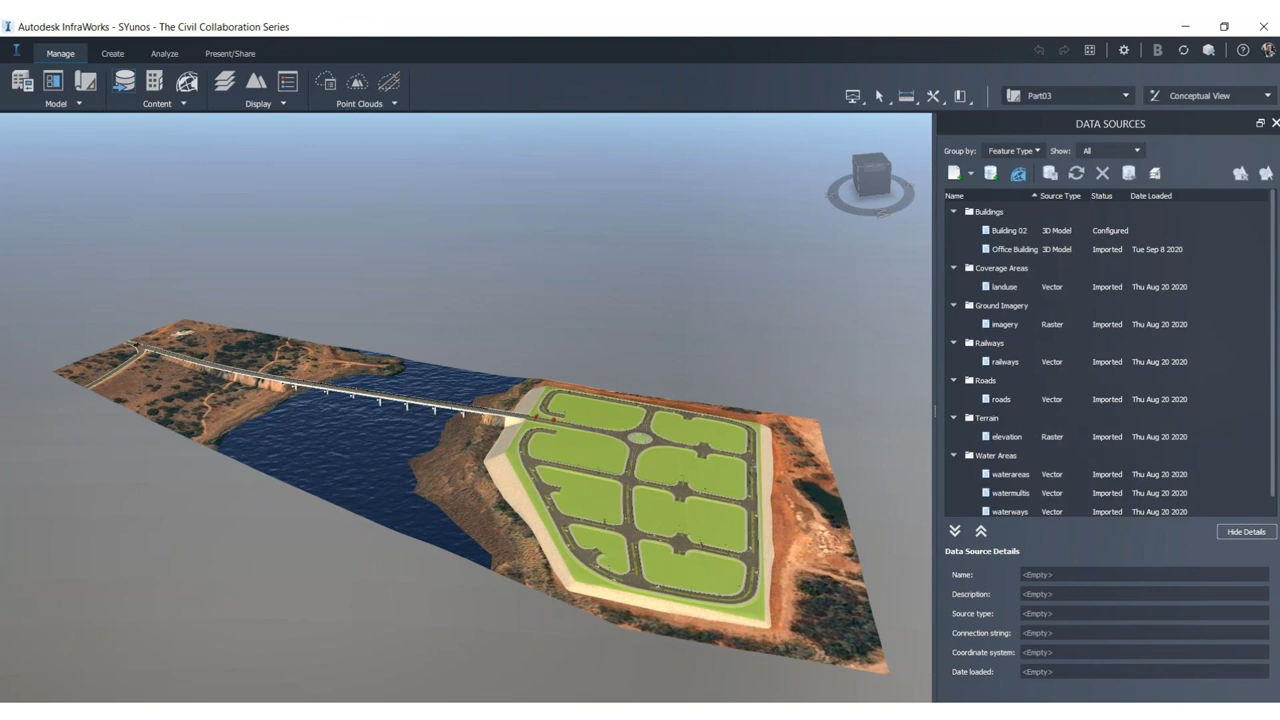 Autodesk InfraWorks - SYunos - The Civil Collaboration Series
Manage Create Analyze Present/Share
Model Content Display Point Clouds
Part03 Conceptual View
DATA SOURCES
Group by: Feature Type Show: All
Name Source Type Status Date Loaded
Buildings
Building 02 3D Model Configured
Office Building 3D Model Imported Tue Sep 8 2020
Coverage Areas
landuse Vector Imported Thu Aug 20 2020
Ground Imagery
imagery Raster Imported Thu Aug 20 2020
Railways
railways Vector Imported Thu Aug 20 2020
Roads
roads Vector Imported Thu Aug 20 2020
Terrain
elevation Raster Imported Thu Aug 20 2020
Water Areas
waterareas Vector Imported Thu Aug 20 2020
watermultis Vector Imported Thu Aug 20 2020
waterways Vector Imported Thu Aug 20 2020
Hide Details
Data Source Details
Name: <Empty>
Description: <Empty>
Source type: <Empty>
Connection string: <Empty>
Coordinate system: <Empty>
Date loaded: <Empty>